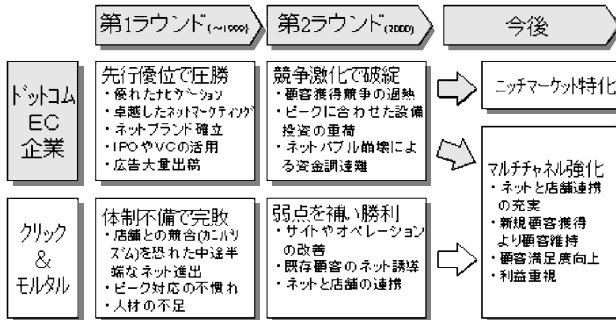 第1ラウンド(～1999)
第2ラウンド(2000)
今後
ドットコム
EC
企業
先行優位で圧勝
・優れたナビゲーション
・卓越したネットマーケティング
・ネットブランド確立
・IPOやVCの活用
・広告大量出稿
競争激化で破綻
・顧客獲得競争の過熱
・ピークに合わせた設備
投資の重荷
・ネットバブル崩壊によ
る資金調達難
ニッチマーケット特化
クリック
&
モルタル
体制不備で完敗
・店舗との競合(カニバリ
ズム)を恐れた中途半
端なネット進出
・ピーク対応の不慣れ
・人材の不足
弱点を補い勝利
・サイトやオペレーション
の改善
・既存顧客のネット誘導
・ネットと店舗の連携
マルチチャネル強化
・ネットと店舗連携
の充実
・新規顧客獲得
より顧客維持
・顧客満足度向上
・利益重視